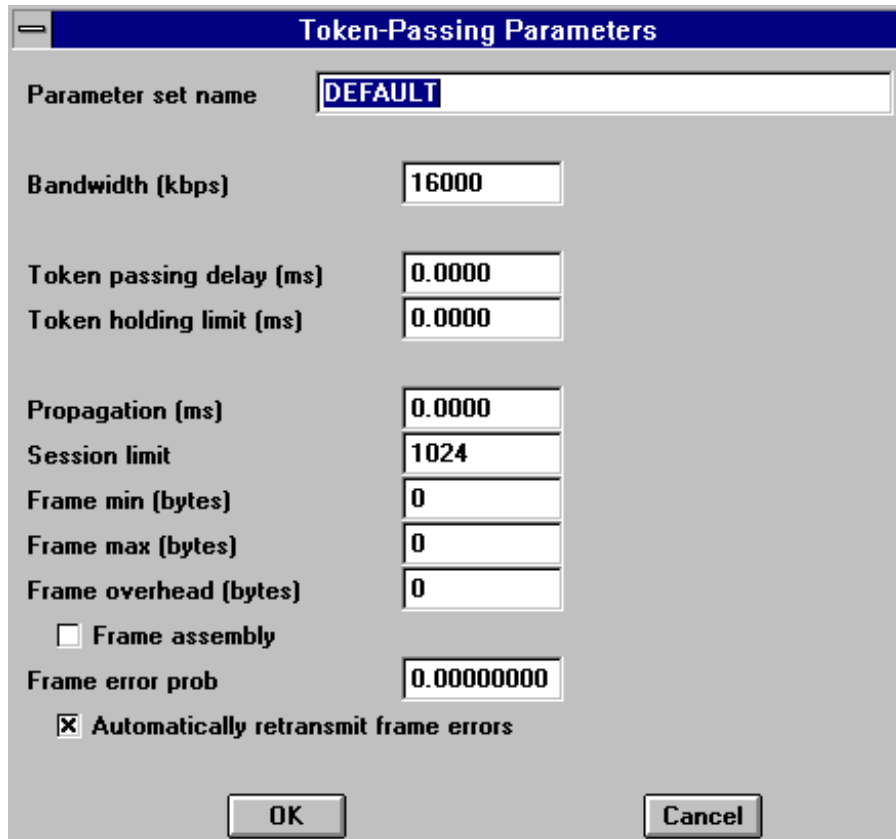 Token-Passing Parameters
Parameter set name DEFAULT
Bandwidth (kbps) 16000
Token passing delay (ms) 0.0000
Token holding limit (ms) 0.0000
Propagation (ms) 0.0000
Session limit 1024
Frame min (bytes) 0
Frame max (bytes) 0
Frame overhead (bytes) 0
Frame assembly
Frame error prob 0.00000000
Automatically retransmit frame errors
OK Cancel